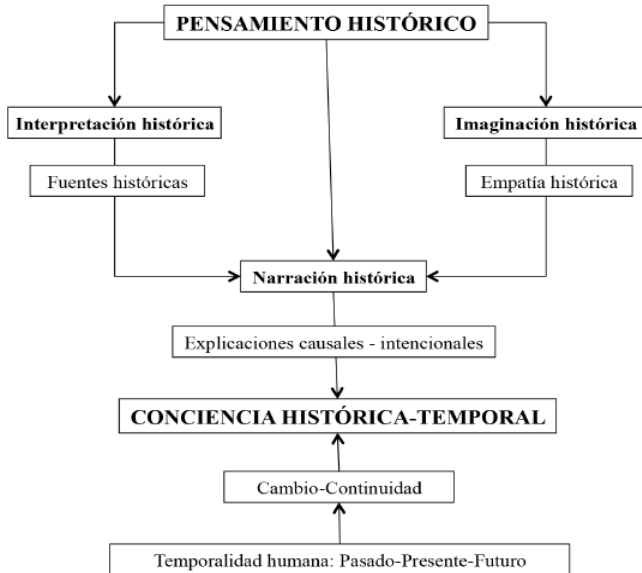 PENSAMIENTO HISTÓRICO
Interpretación histórica
Imaginación histórica
Fuentes históricas
Empatía histórica
Narración histórica
Explicaciones causales - intencionales
CONCIENCIA HISTÓRICA-TEMPORAL
Cambio-Continuidad
Temporalidad humana: Pasado-Presente-Futuro